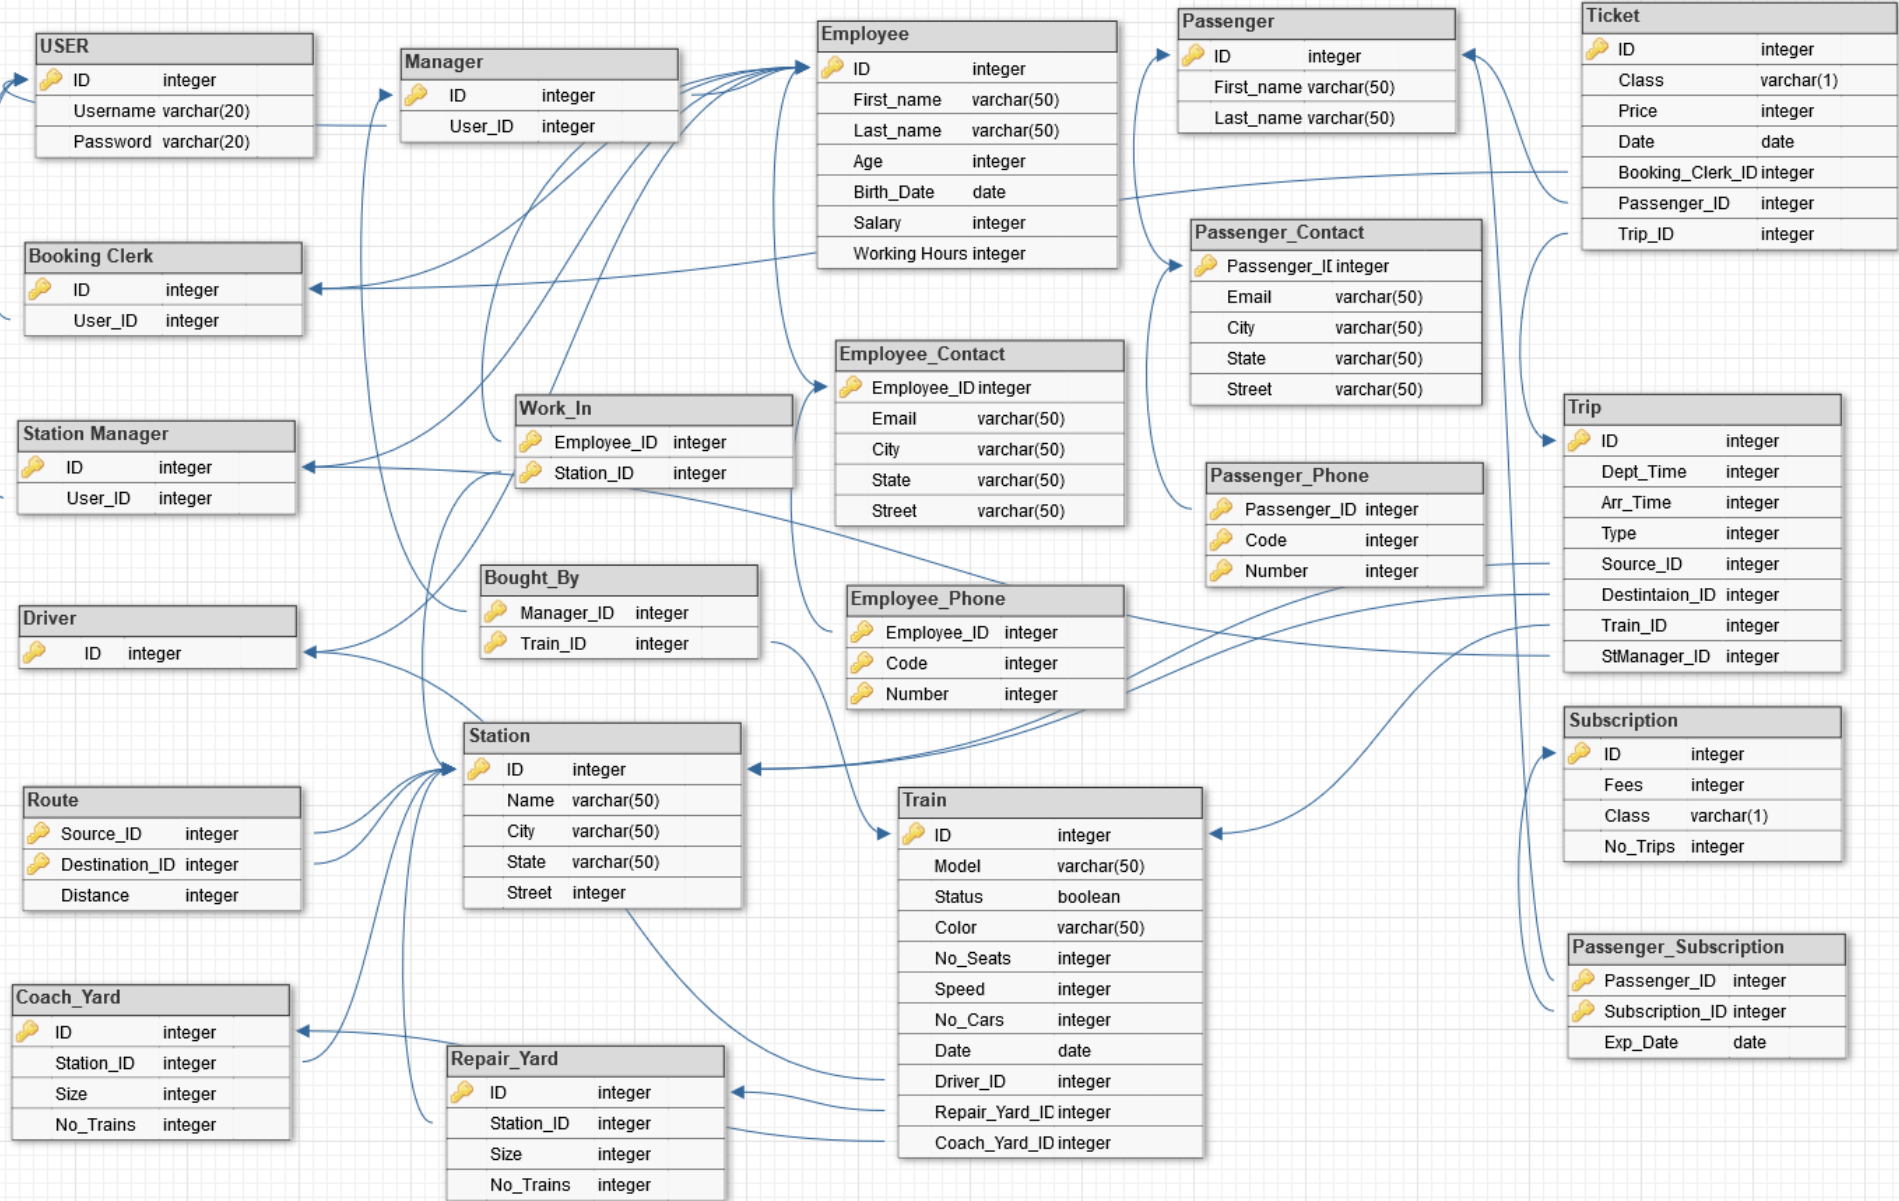 USER
ID integer
Username varchar(20)
Password varchar(20)
Manager
ID integer
User_ID integer
Employee
ID integer
First_name varchar(50)
Last_name varchar(50)
Age integer
Birth_Date date
Salary integer
Working Hours integer
Passenger
ID integer
First_name varchar(50)
Last_name varchar(50)
Ticket
ID integer
Class varchar(1)
Price integer
Date date
Booking_Clerk_ID integer
Passenger_ID integer
Trip_ID integer
Booking Clerk
ID integer
User_ID integer
Passenger_Contact
Passenger_ID integer
Email varchar(50)
City varchar(50)
State varchar(50)
Street varchar(50)
Employee_Contact
Employee_ID integer
Email varchar(50)
City varchar(50)
State varchar(50)
Street varchar(50)
Station Manager
ID integer
User_ID integer
Work_In
Employee_ID integer
Station_ID integer
Trip
ID integer
Dept_Time integer
Arr_Time integer
Type integer
Source_ID integer
Destintaion_ID integer
Train_ID integer
StManager_ID integer
Passenger_Phone
Passenger_ID integer
Code integer
Number integer
Driver
ID integer
Bought_By
Manager_ID integer
Train_ID integer
Employee_Phone
Employee_ID integer
Code integer
Number integer
Station
ID integer
Name varchar(50)
City varchar(50)
State varchar(50)
Street integer
Subscription
ID integer
Fees integer
Class varchar(1)
No_Trips integer
Route
Source_ID integer
Destination_ID integer
Distance integer
Train
ID integer
Model varchar(50)
Status boolean
Color varchar(50)
No_Seats integer
Speed integer
No_Cars integer
Date date
Driver_ID integer
Repair_Yard_ID integer
Coach_Yard_ID integer
Passenger_Subscription
Passenger_ID integer
Subscription_ID integer
Exp_Date date
Coach_Yard
ID integer
Station_ID integer
Size integer
No_Trains integer
Repair_Yard
ID integer
Station_ID integer
Size integer
No_Trains integer